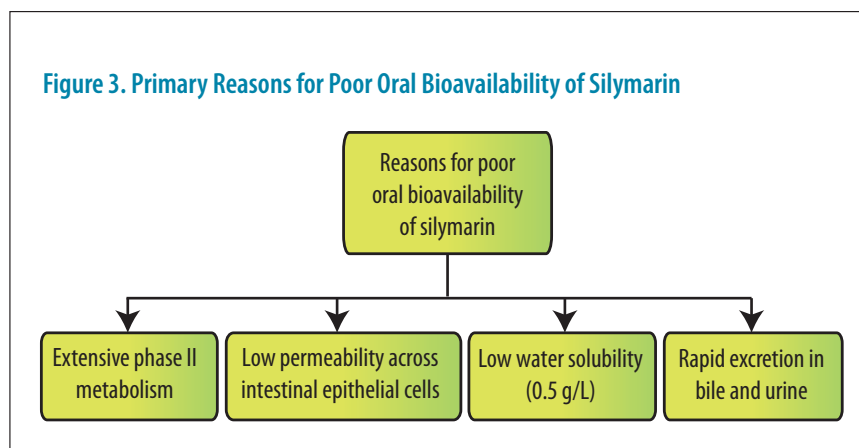 Figure 3. Primary Reasons for Poor Oral Bioavailability of Silymarin
Reasons for poor
oral bioavailability
of silymarin
Extensive phase II
metabolism
Low permeability across
intestinal epithelial cells
Low water solubility
(0.5 g/L)
Rapid excretion in
bile and urine